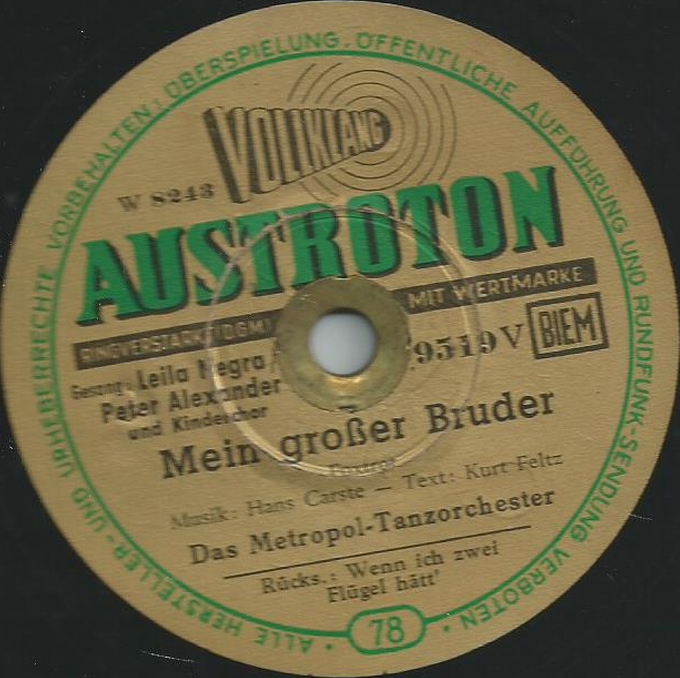 ALLE HERSTELLER- UND URHEBERRECHTE VORBEHALTEN; ÜBERSPIELUNG, ÖFFENTLICHE AUFFÜHRUNG UND RUNDFUNK-SENDUNG VERBOTEN
VOLLKLANG
W 8243
AUSTROTON
RINGVERSTÄRKT (DGM) MIT WERTMARKE
Gesang: Leila Negra
Peter Alexander
und Kinderchor
9519 V BIEM
Mein großer Bruder
Foxtrot
Musik: Hans Carste — Text: Kurt Feltz
Das Metropol-Tanzorchester
Rücks.: Wenn ich zwei
Flügel hätt'
78